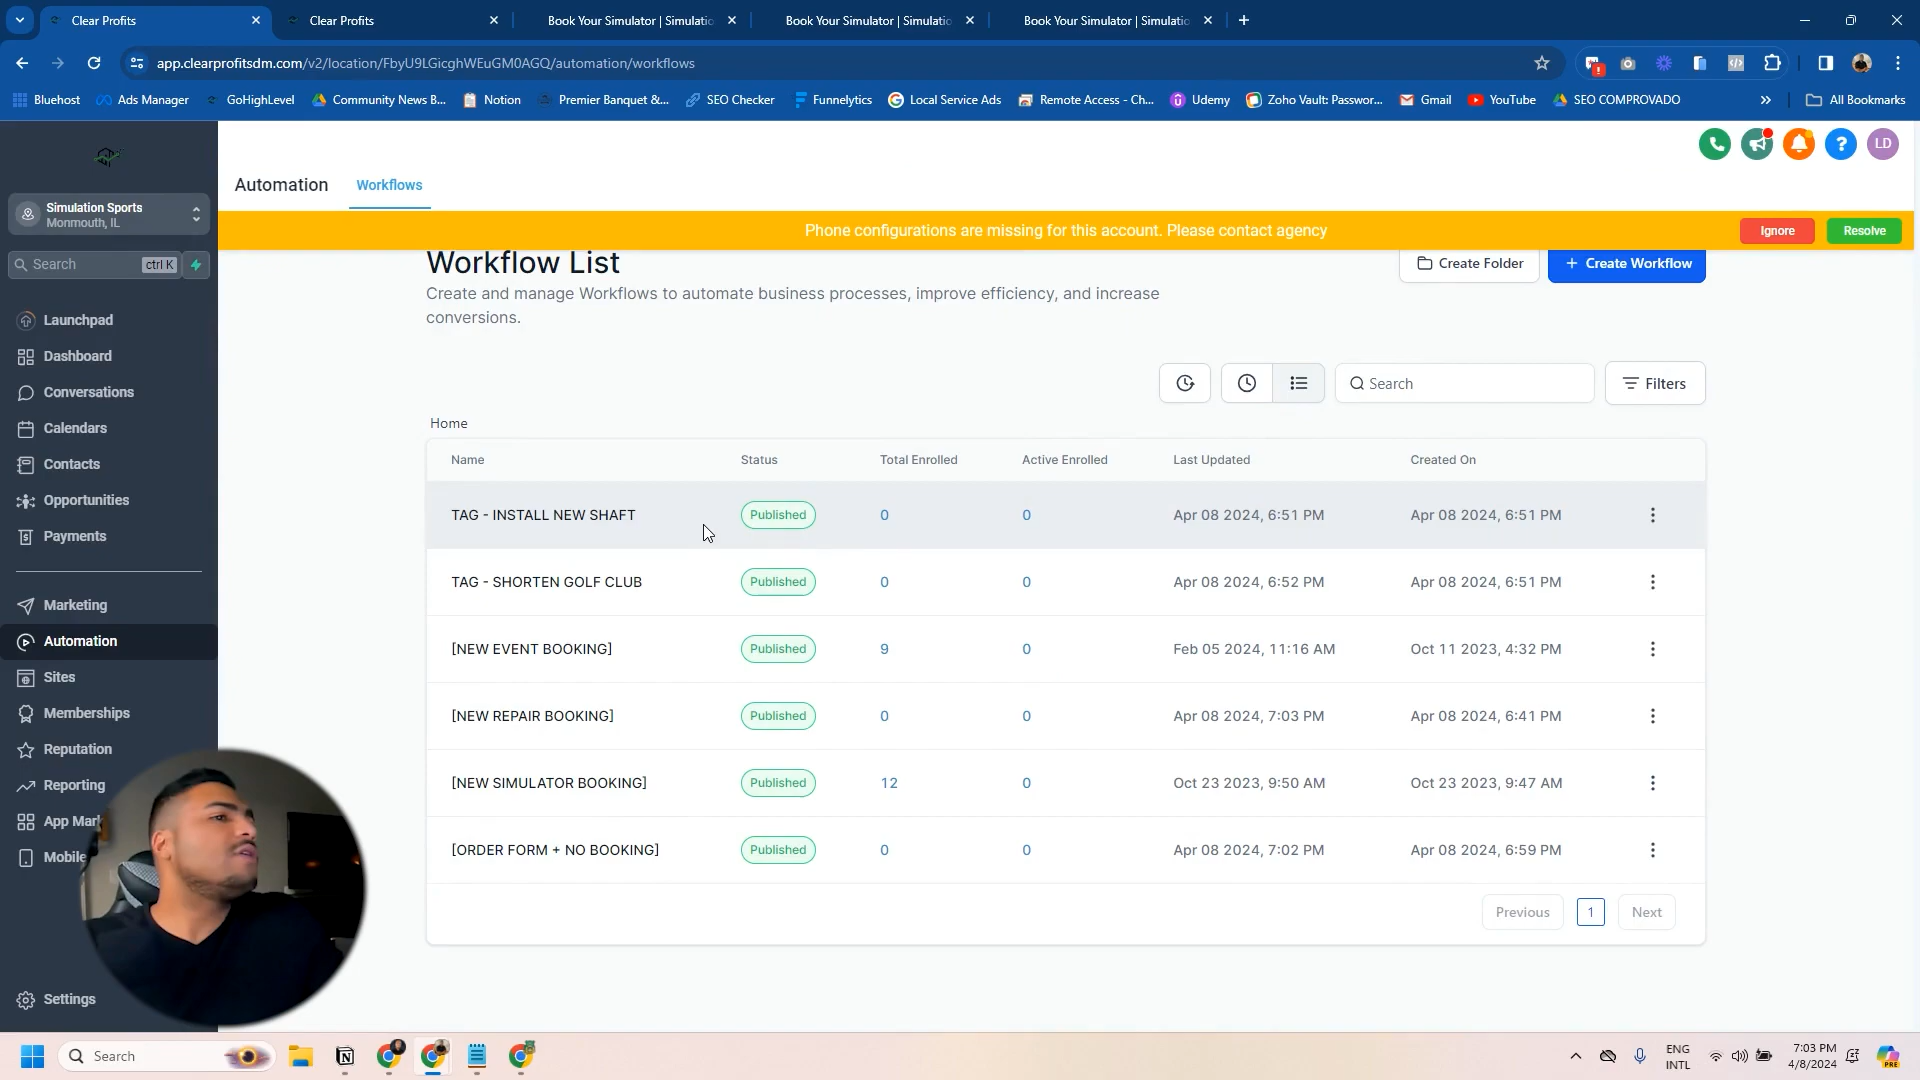 Clear Profits
Clear Profits
Book Your Simulator | Simulatio
Book Your Simulator | Simulatio
Book Your Simulator | Simulatio
app.clearprofitsdm.com/v2/location/FbyU9LGicghWEuGM0AGQ/automation/workflows
Bluehost
Ads Manager
GoHighLevel
Community News B...
Notion
Premier Banquet &...
SEO Checker
Funnelytics
Local Service Ads
Remote Access - Ch...
Udemy
Zoho Vault: Passwor...
Gmail
YouTube
SEO COMPROVADO
All Bookmarks
LD
Simulation Sports
Monmouth, IL
Search
ctrl K
Launchpad
Dashboard
Conversations
Calendars
Contacts
Opportunities
Payments
Marketing
Automation
Sites
Memberships
Reputation
Reporting
App Mark
Mobile
Settings
Automation
Workflows
Phone configurations are missing for this account. Please contact agency
Ignore
Resolve
Workflow List
Create and manage Workflows to automate business processes, improve efficiency, and increase
conversions.
Create Folder
+ Create Workflow
Search
Filters
Home
Name Status Total Enrolled Active Enrolled Last Updated Created On
TAG - INSTALL NEW SHAFT Published 0 0 Apr 08 2024, 6:51 PM Apr 08 2024, 6:51 PM
TAG - SHORTEN GOLF CLUB Published 0 0 Apr 08 2024, 6:52 PM Apr 08 2024, 6:51 PM
[NEW EVENT BOOKING] Published 9 0 Feb 05 2024, 11:16 AM Oct 11 2023, 4:32 PM
[NEW REPAIR BOOKING] Published 0 0 Apr 08 2024, 7:03 PM Apr 08 2024, 6:41 PM
[NEW SIMULATOR BOOKING] Published 12 0 Oct 23 2023, 9:50 AM Oct 23 2023, 9:47 AM
[ORDER FORM + NO BOOKING] Published 0 0 Apr 08 2024, 7:02 PM Apr 08 2024, 6:59 PM
Previous 1 Next
Search
ENG
INTL
7:03 PM
4/8/2024
PRE